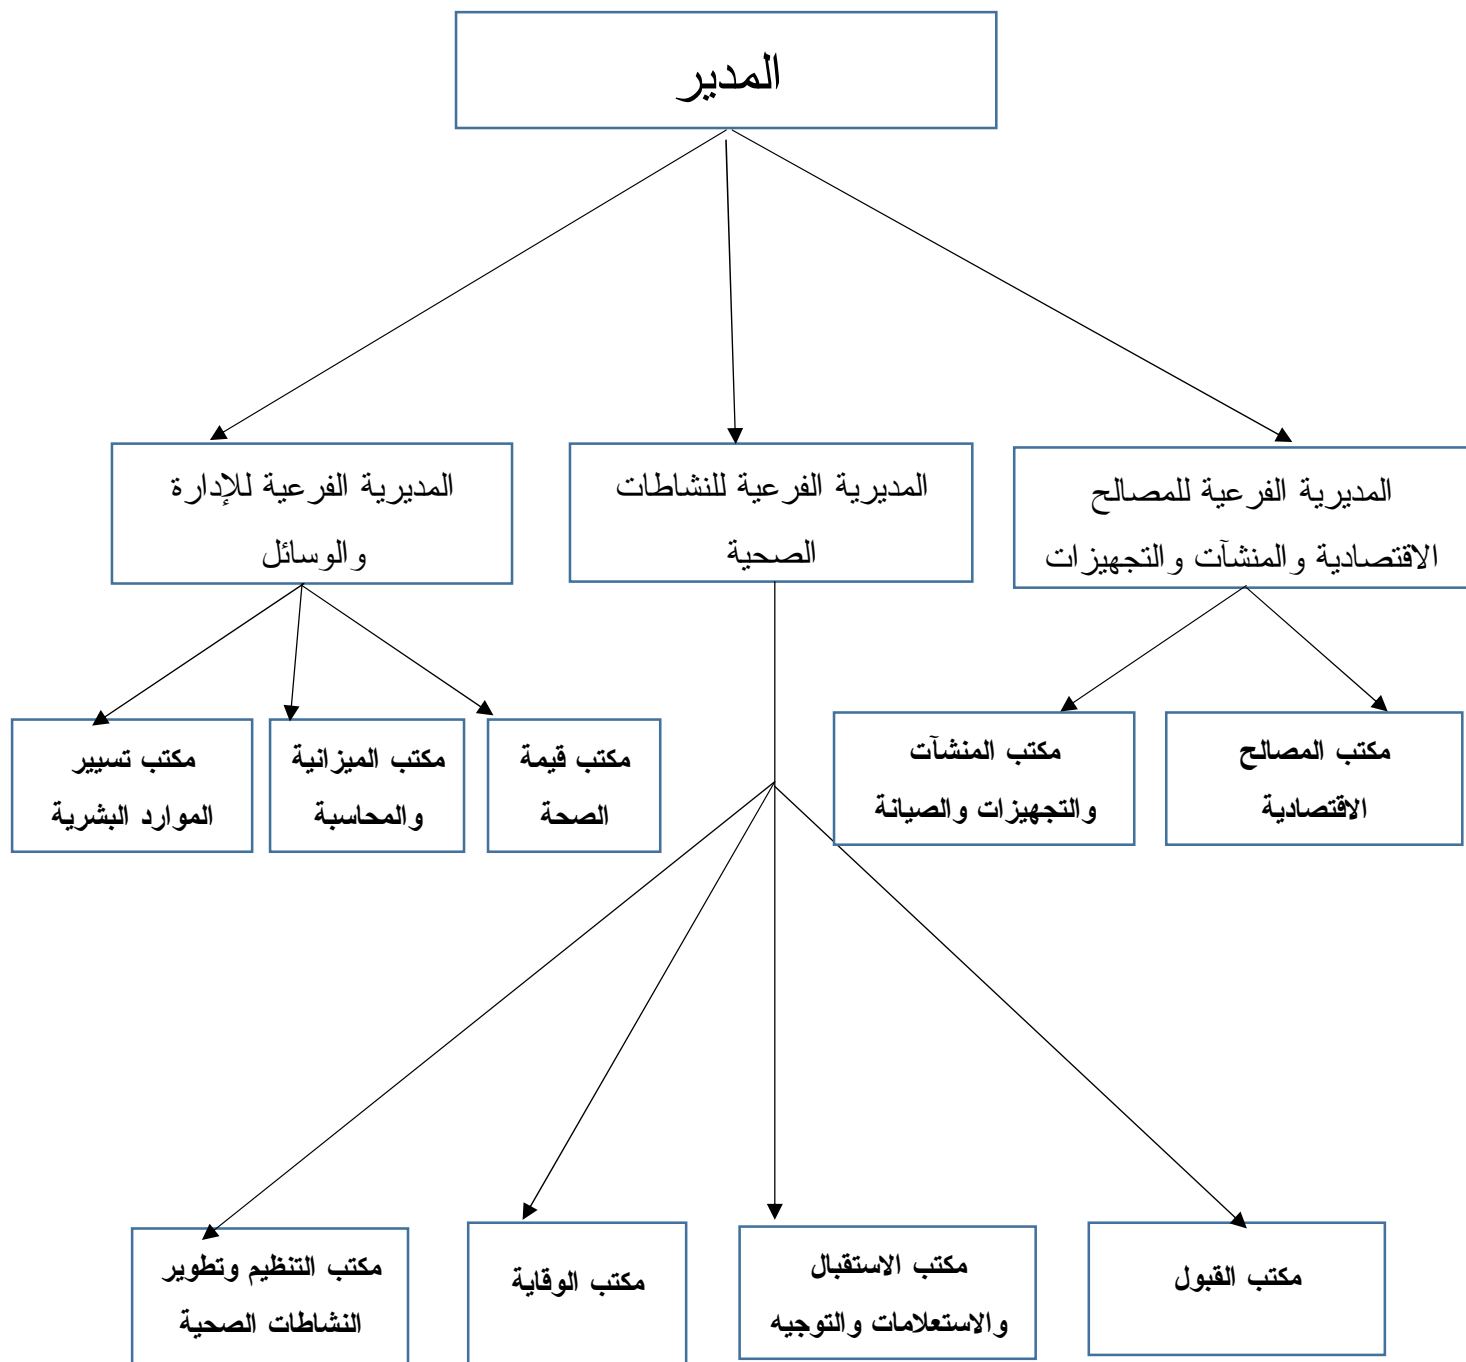 المدير
المديرية الفرعية للمصالح
الاقتصادية والمنشآت والتجهيزات
المديرية الفرعية للنشاطات
الصحية
المديرية الفرعية للإدارة
والوسائل
مكتب المصالح
الاقتصادية
مكتب المنشآت
والتجهيزات والصيانة
مكتب قيمة
الصحة
مكتب الميزانية
والمحاسبة
مكتب تسيير
الموارد البشرية
مكتب القبول
مكتب الاستقبال
والاستعلامات والتوجيه
مكتب الوقاية
مكتب التنظيم وتطوير
النشاطات الصحية